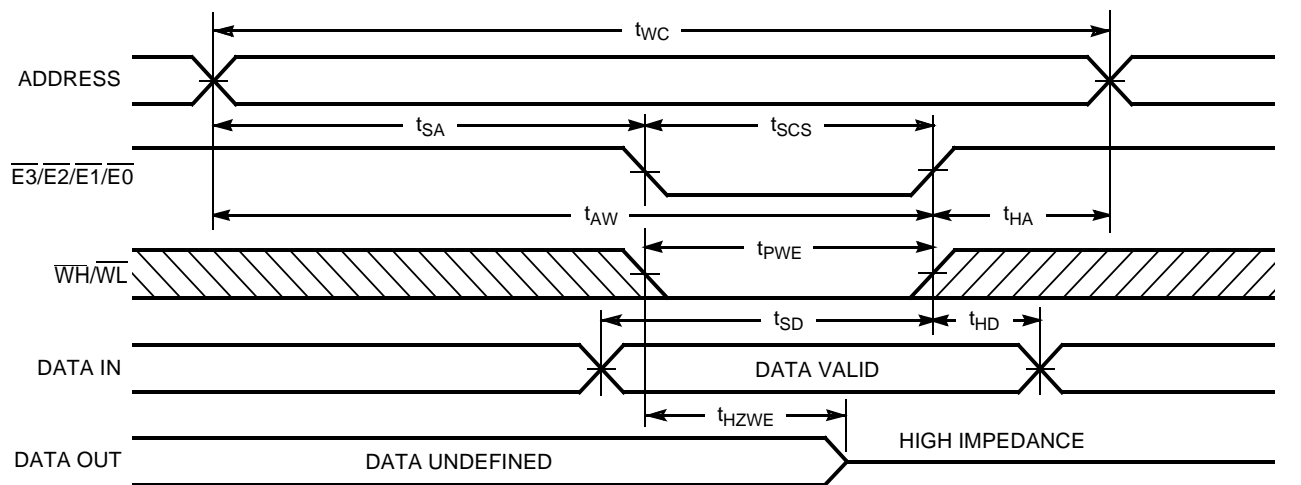 tWC
ADDRESS
tSA
tSCS
E3/E2/E1/E0
tAW
tHA
tPWE
WH/WL
tSD
tHD
DATA IN
DATA VALID
tHZWE
DATA OUT
DATA UNDEFINED
HIGH IMPEDANCE